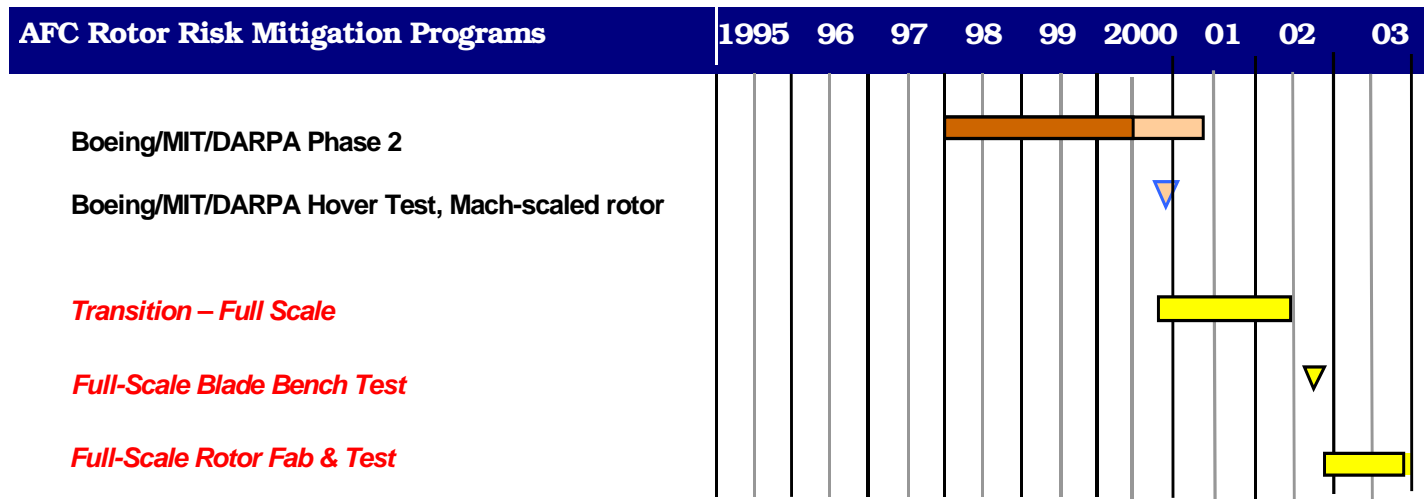 AFC Rotor Risk Mitigation Programs 1995 96 97 98 99 2000 01 02 03
Boeing/MIT/DARPA Phase 2
Boeing/MIT/DARPA Hover Test, Mach-scaled rotor
Transition – Full Scale
Full-Scale Blade Bench Test
Full-Scale Rotor Fab & Test